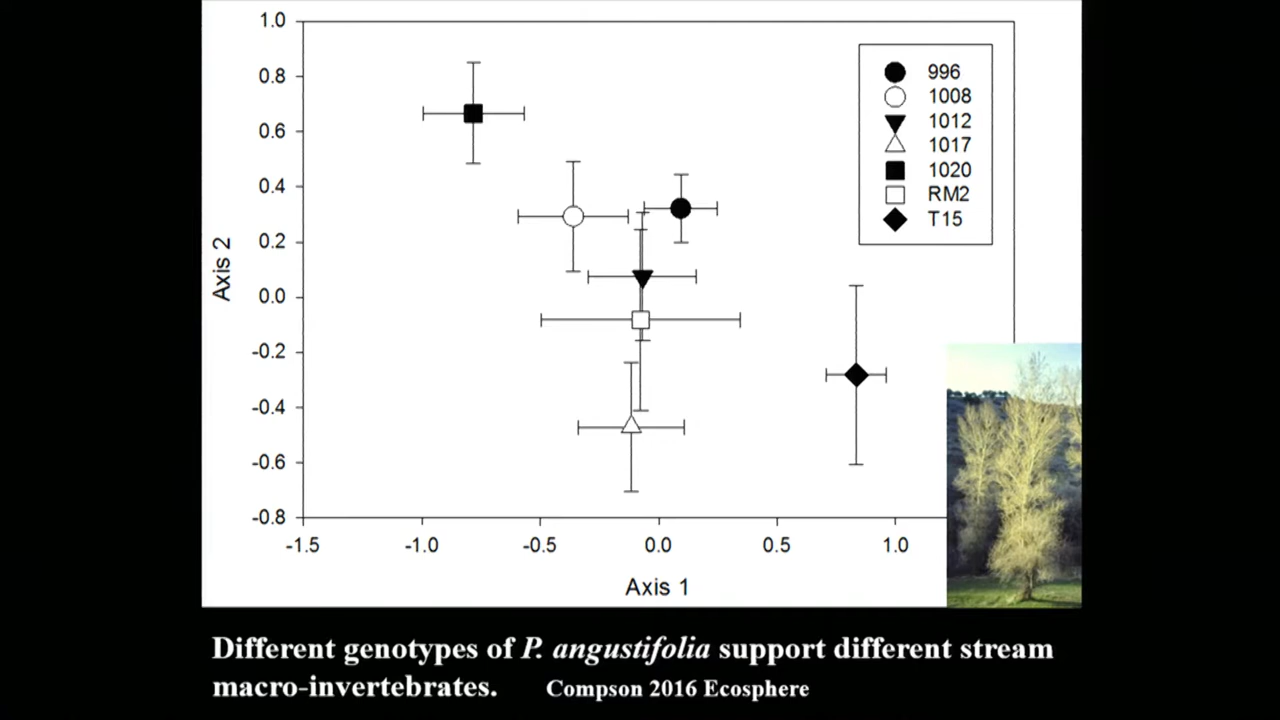 1.0
0.8
0.6
0.4
0.2
0.0
-0.2
-0.4
-0.6
-0.8
Axis 2
-1.5 -1.0 -0.5 0.0 0.5 1.0
Axis 1
996
1008
1012
1017
1020
RM2
T15
Different genotypes of P. angustifolia support different stream
macro-invertebrates. Compson 2016 Ecosphere